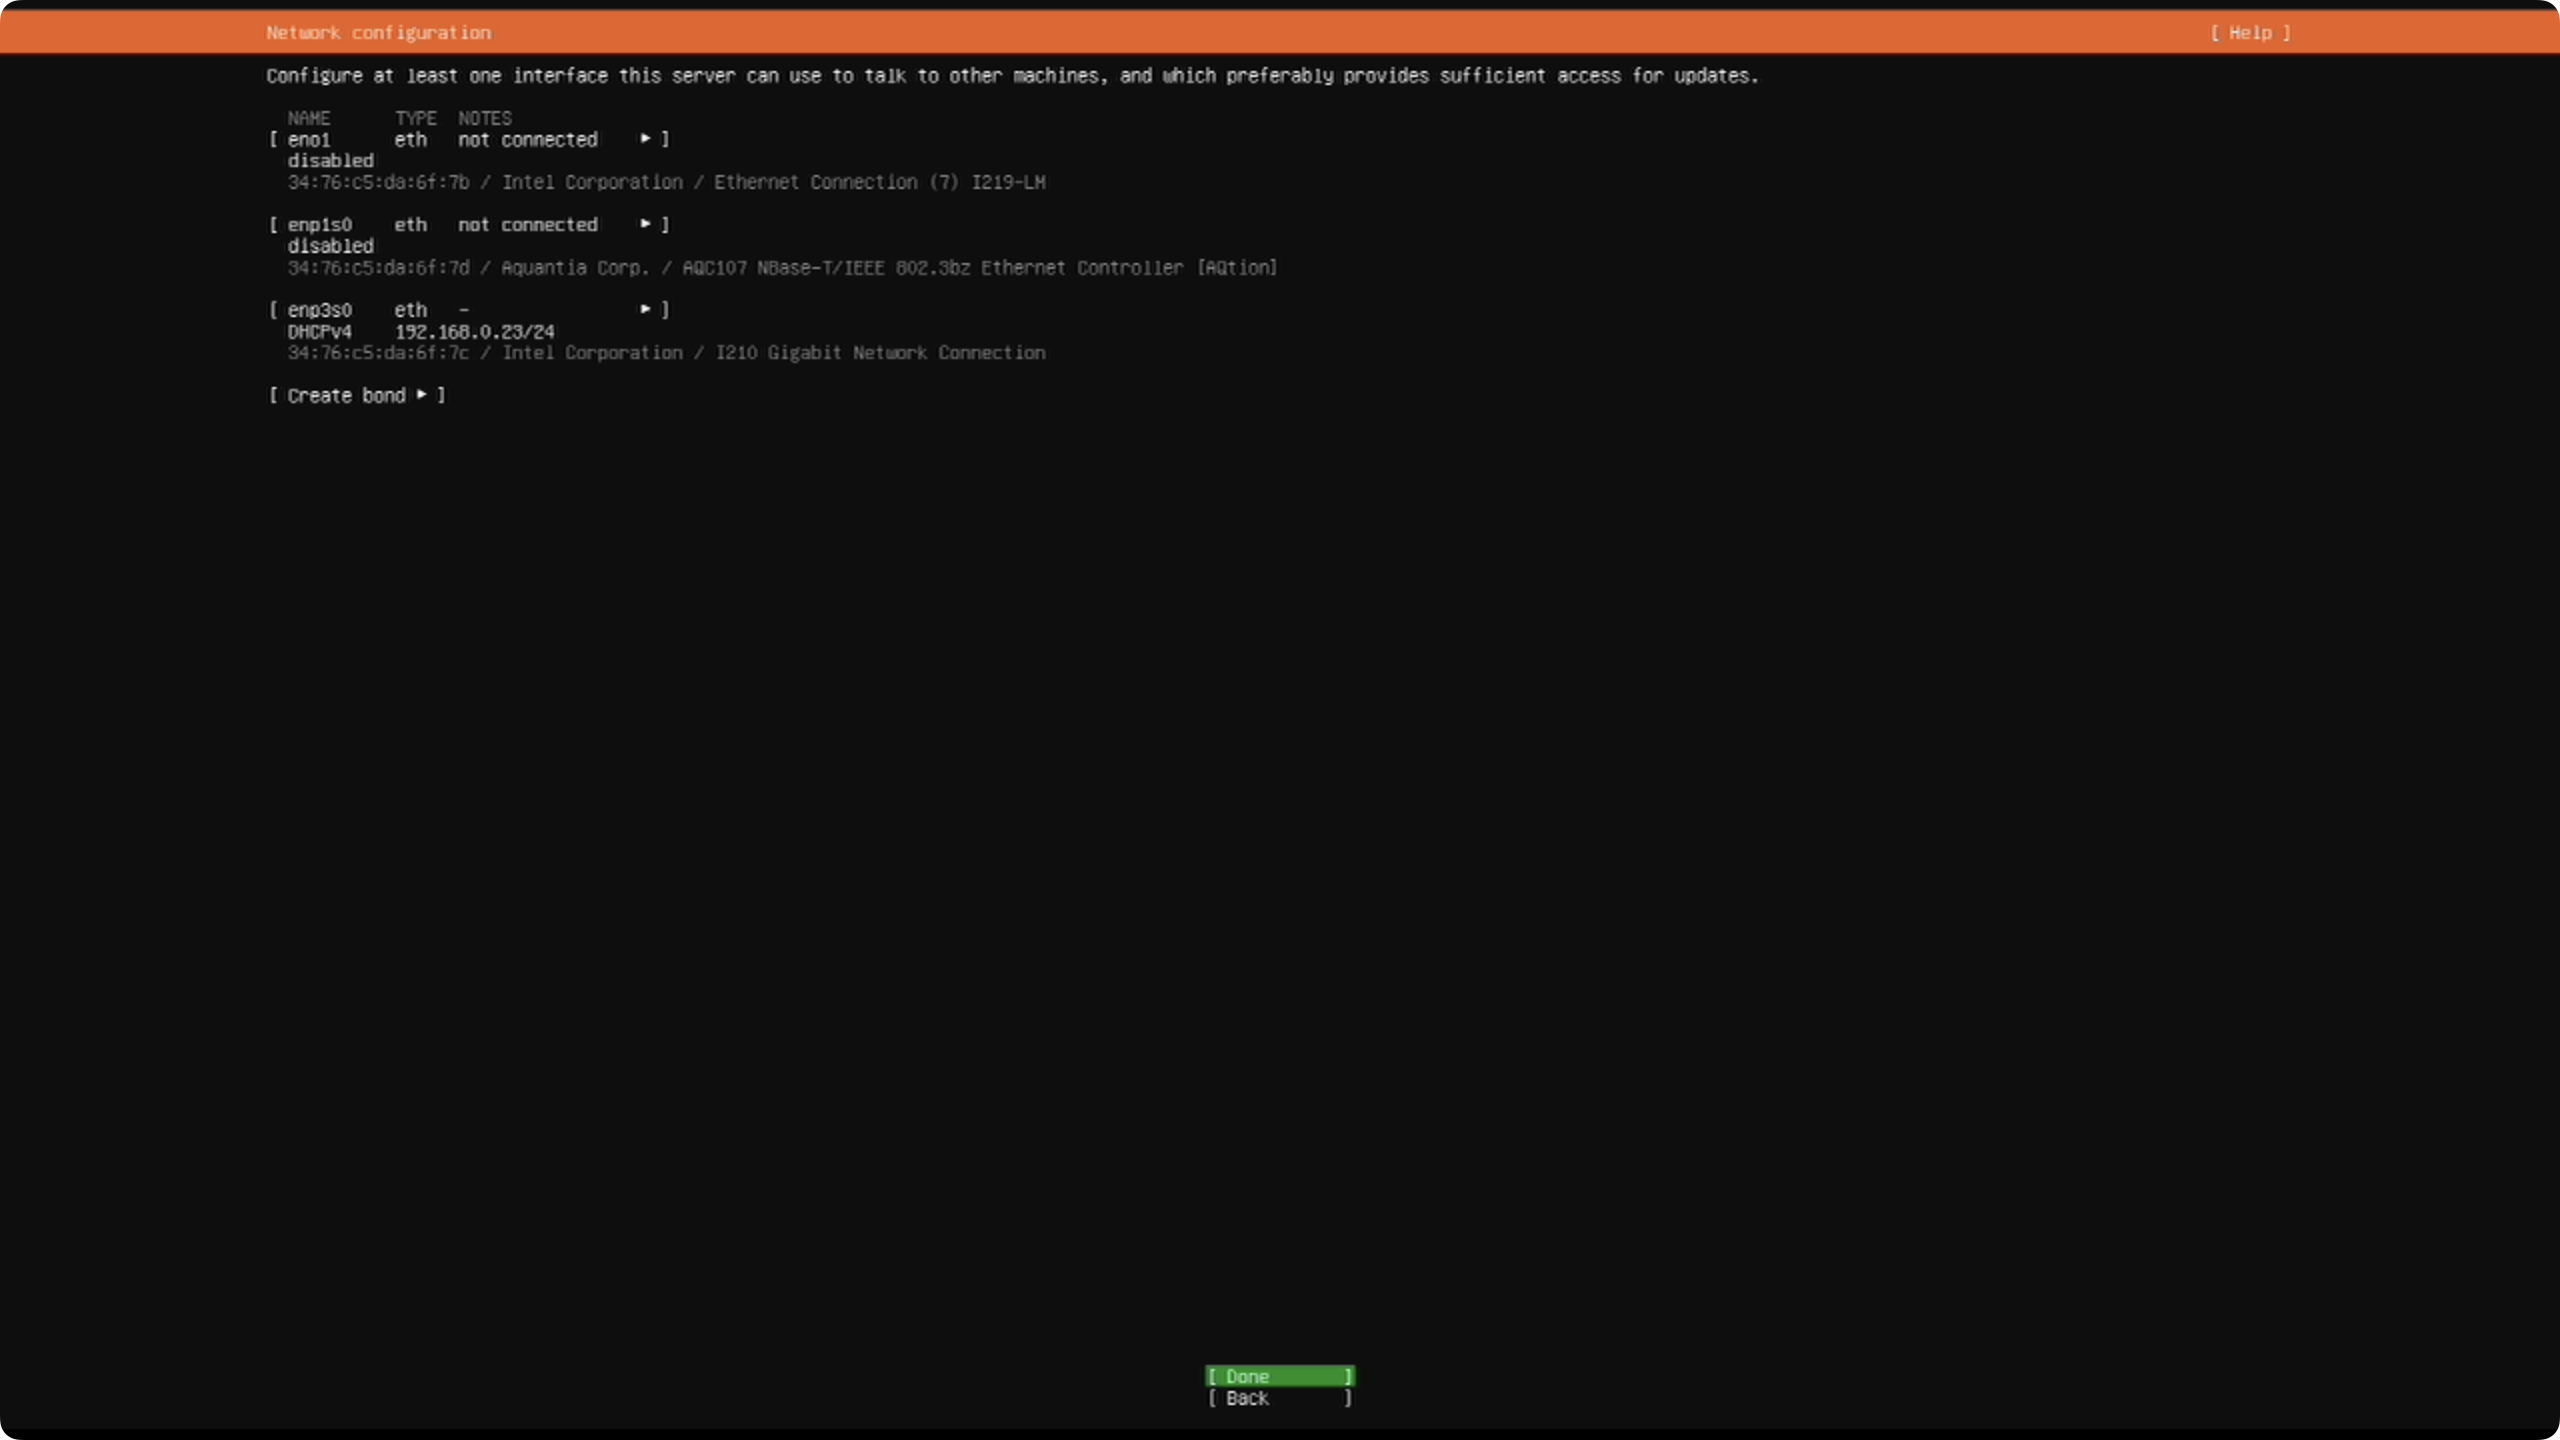 Network configuration [ Help ]
Configure at least one interface this server can use to talk to other machines, and which preferably provides sufficient access for updates.
NAME TYPE NOTES
[ eno1 eth not connected ▸ ]
disabled
34:76:c5:da:6f:7b / Intel Corporation / Ethernet Connection (7) I219-LM
[ enp1s0 eth not connected ▸ ]
disabled
34:76:c5:da:6f:7d / Aquantia Corp. / AQC107 NBase-T/IEEE 802.3bz Ethernet Controller [AQtion]
[ enp3s0 eth - ▸ ]
DHCPv4 192.168.0.23/24
34:76:c5:da:6f:7c / Intel Corporation / I210 Gigabit Network Connection
[ Create bond ▸ ]
[ Done ]
[ Back ]